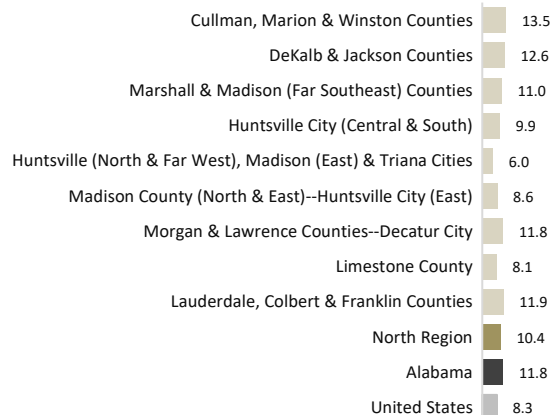 Cullman, Marion & Winston Counties 13.5
DeKalb & Jackson Counties 12.6
Marshall & Madison (Far Southeast) Counties 11.0
Huntsville City (Central & South) 9.9
Huntsville (North & Far West), Madison (East) & Triana Cities 6.0
Madison County (North & East)--Huntsville City (East) 8.6
Morgan & Lawrence Counties--Decatur City 11.8
Limestone County 8.1
Lauderdale, Colbert & Franklin Counties 11.9
North Region 10.4
Alabama 11.8
United States 8.3